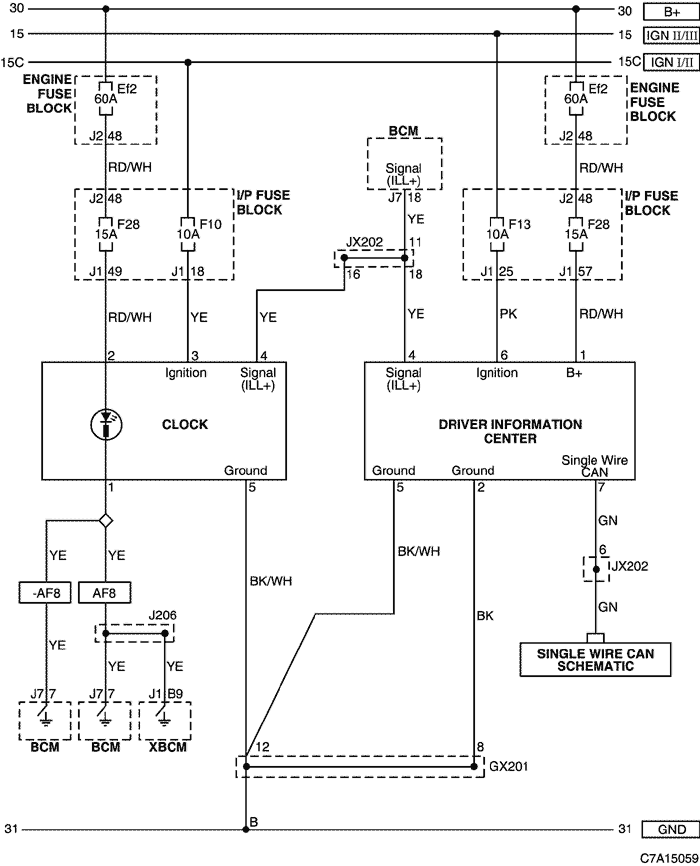 30 30 B+
15 15 IGN II/III
15C 15C IGN I/II
ENGINE
FUSE
BLOCK
Ef2
60A
J2 48
RD/WH
Ef2
60A
J2 48
RD/WH
ENGINE
FUSE
BLOCK
BCM
Signal
(ILL+)
J7 18
YE
J2 48
F28
15A
J1 49
F10
10A
J1 18
I/P FUSE
BLOCK
JX202
11
16
18
F13
10A
J1 25
J2 48
F28
15A
J1 57
I/P FUSE
BLOCK
RD/WH
YE
YE
YE
PK
RD/WH
2
3
4
4
6
1
Ignition
Signal
(ILL+)
CLOCK
Ground
Signal
(ILL+)
Ignition
B+
DRIVER INFORMATION
CENTER
Ground
Ground
Single Wire
CAN
1
5
5
2
7
YE
YE
-AF8
AF8
YE
J206
YE
YE
J7 7
J7 7
J1 B9
BCM
BCM
XBCM
BK/WH
BK/WH
BK
GN
6
JX202
GN
SINGLE WIRE CAN
SCHEMATIC
12
8
GX201
B
31 31 GND
C7A15059